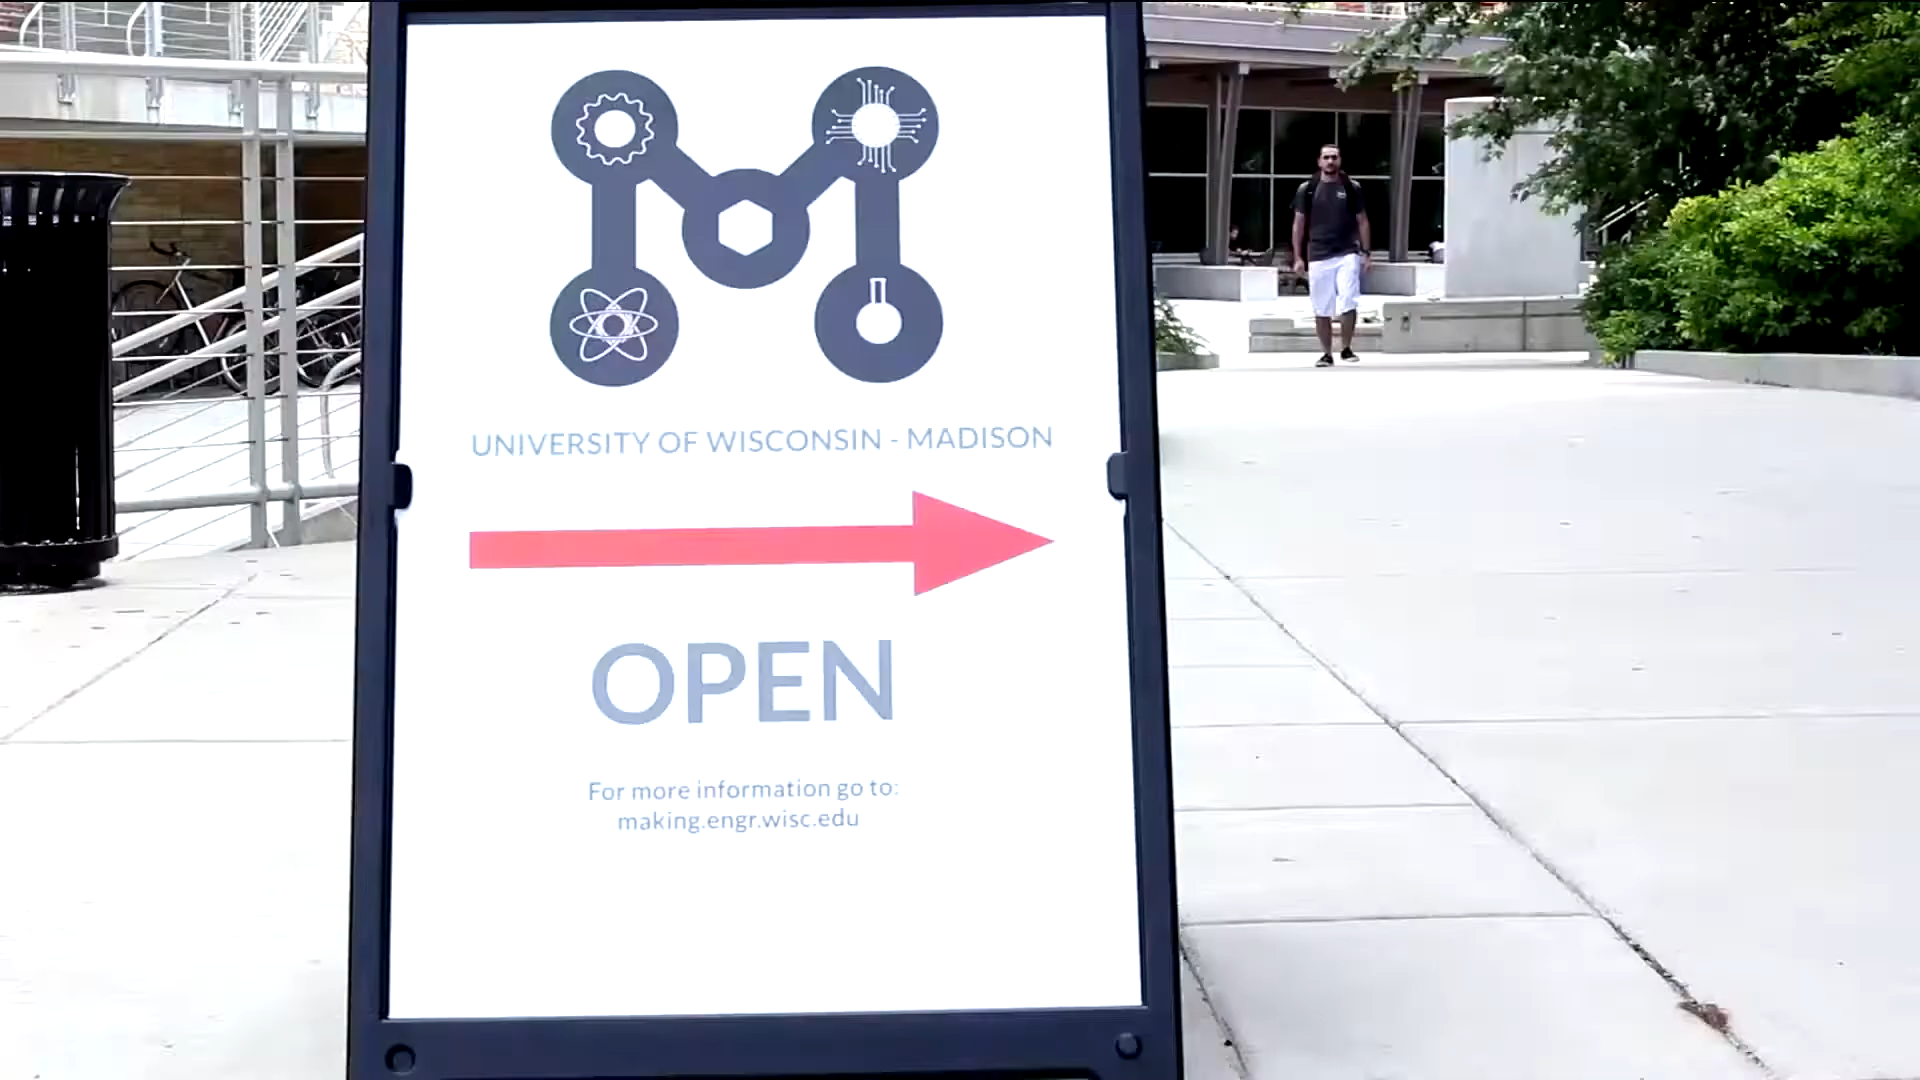 UNIVERSITY OF WISCONSIN - MADISON
OPEN
For more information go to:
making.engr.wisc.edu